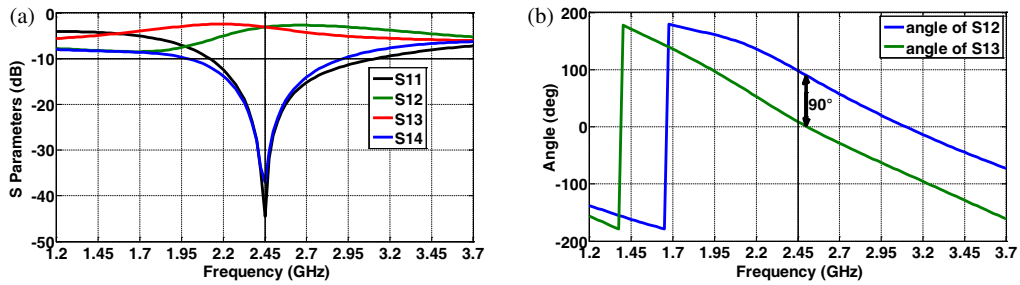 (a)
S Parameters (dB)
0
-10
-20
-30
-40
-50
S11
S12
S13
S14
1.2 1.45 1.7 1.95 2.2 2.45 2.7 2.95 3.2 3.45 3.7
Frequency (GHz)
(b)
Angle (deg)
200
100
0
-100
-200
angle of S12
angle of S13
90°
1.2 1.45 1.7 1.95 2.2 2.45 2.7 2.95 3.2 3.45 3.7
Frequency (GHz)